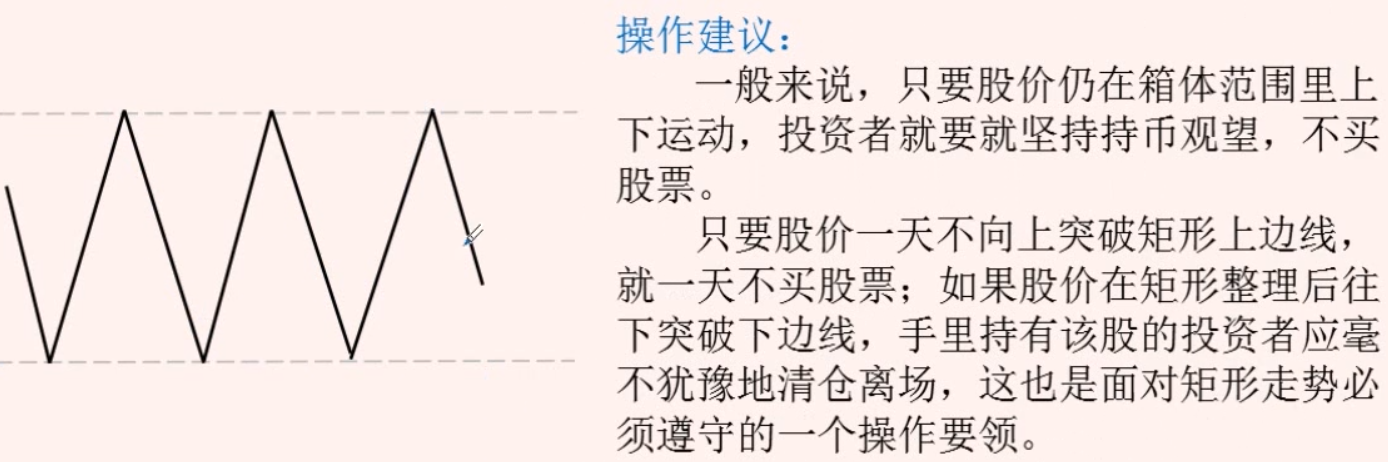 操作建议：
一般来说，只要股价仍在箱体范围里上
下运动，投资者就要就坚持持币观望，不买
股票。
只要股价一天不向上突破矩形上边线，
就一天不买股票；如果股价在矩形整理后往
下突破下边线，手里持有该股的投资者应毫
不犹豫地清仓离场，这也是面对矩形走势必
须遵守的一个操作要领。